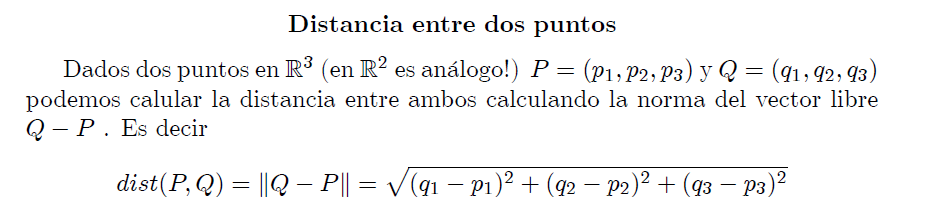 Distancia entre dos puntos
Dados dos puntos en ℝ³ (en ℝ² es análogo!) P = (p₁, p₂, p₃) y Q = (q₁, q₂, q₃)
podemos calular la distancia entre ambos calculando la norma del vector libre
Q − P . Es decir
dist(P, Q) = ‖Q − P‖ = √((q₁ − p₁)² + (q₂ − p₂)² + (q₃ − p₃)²)